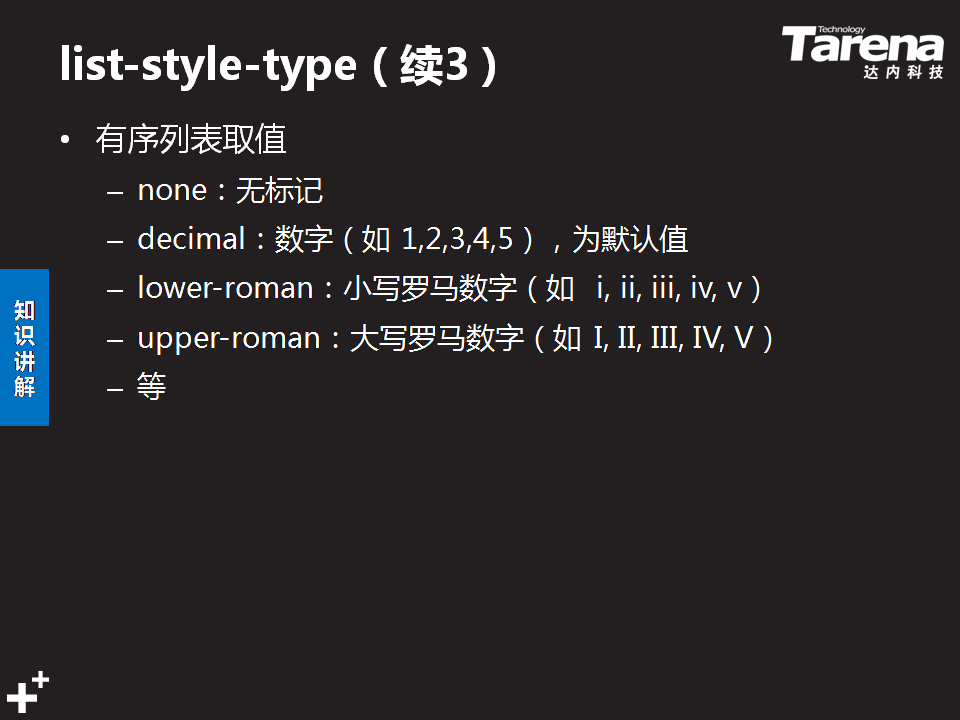 list-style-type（续3）
Technology
Tarena
达内科技
• 有序列表取值
– none：无标记
– decimal：数字（如 1,2,3,4,5），为默认值
– lower-roman：小写罗马数字（如 i, ii, iii, iv, v）
– upper-roman：大写罗马数字（如 I, II, III, IV, V）
– 等
知识讲解